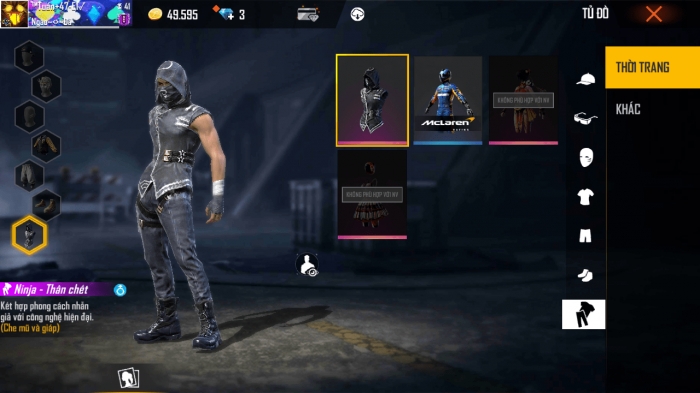 49.595
3
TỦ ĐỒ
THỜI TRANG
KHÁC
McLaren
RACING
KHÔNG PHÙ HỢP VỚI NV
KHÔNG PHÙ HỢP VỚI NV
Ninja - Thần chết
Kết hợp phong cách nhẫn
giả với công nghệ hiện đại.
(Che mũ và giáp)